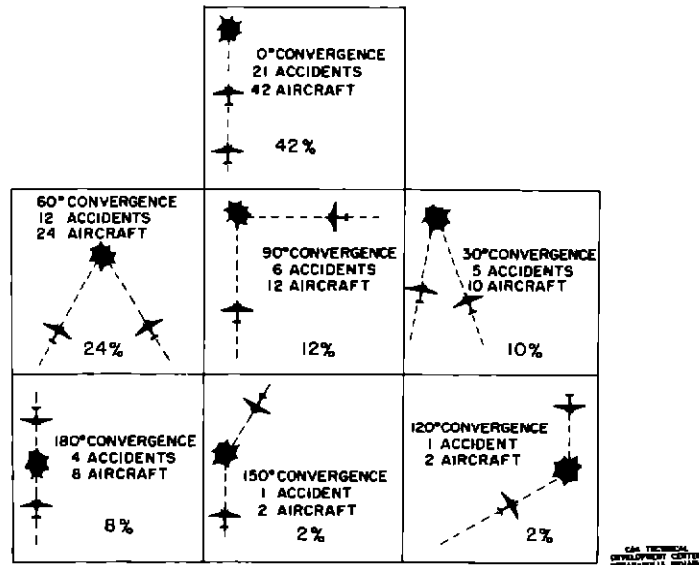 0° CONVERGENCE
21 ACCIDENTS
42 AIRCRAFT
42%
60° CONVERGENCE
12 ACCIDENTS
24 AIRCRAFT
24%
90° CONVERGENCE
6 ACCIDENTS
12 AIRCRAFT
12%
30° CONVERGENCE
5 ACCIDENTS
10 AIRCRAFT
10%
180° CONVERGENCE
4 ACCIDENTS
8 AIRCRAFT
8%
150° CONVERGENCE
1 ACCIDENT
2 AIRCRAFT
2%
120° CONVERGENCE
1 ACCIDENT
2 AIRCRAFT
2%
TECHNICAL
DEVELOPMENT CENTER